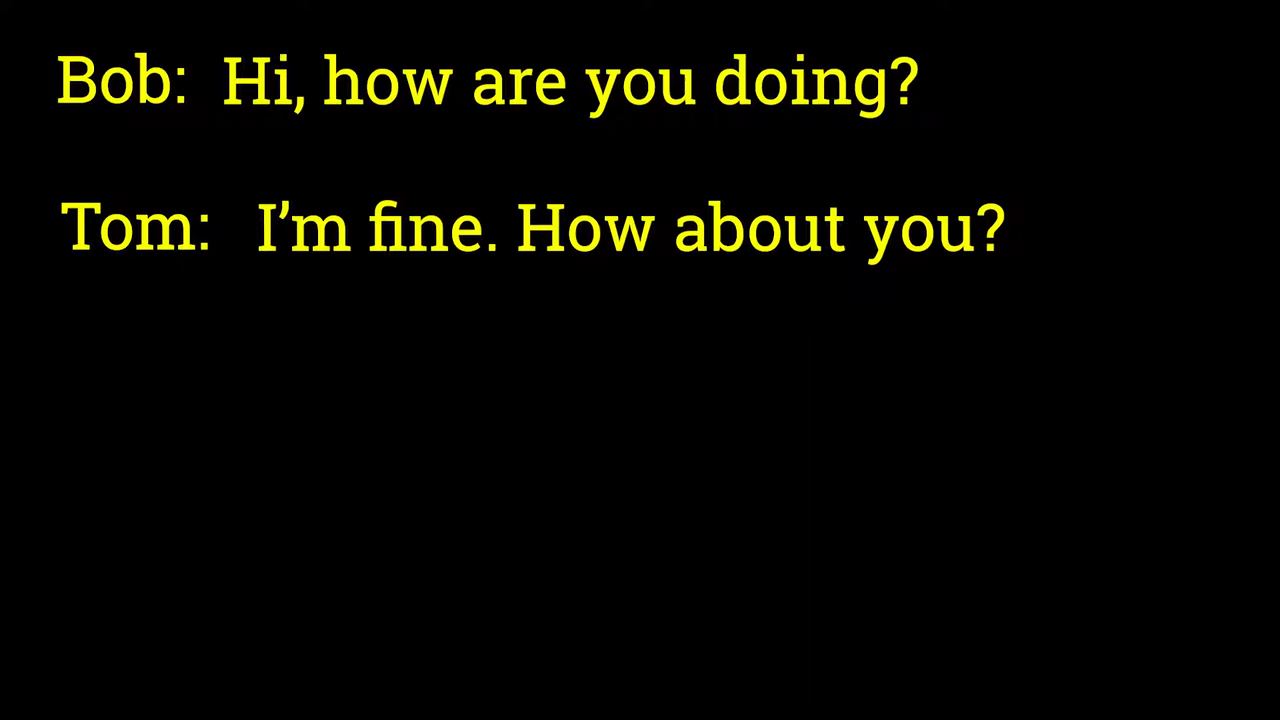 Bob: Hi, how are you doing?
Tom: I’m fine. How about you?